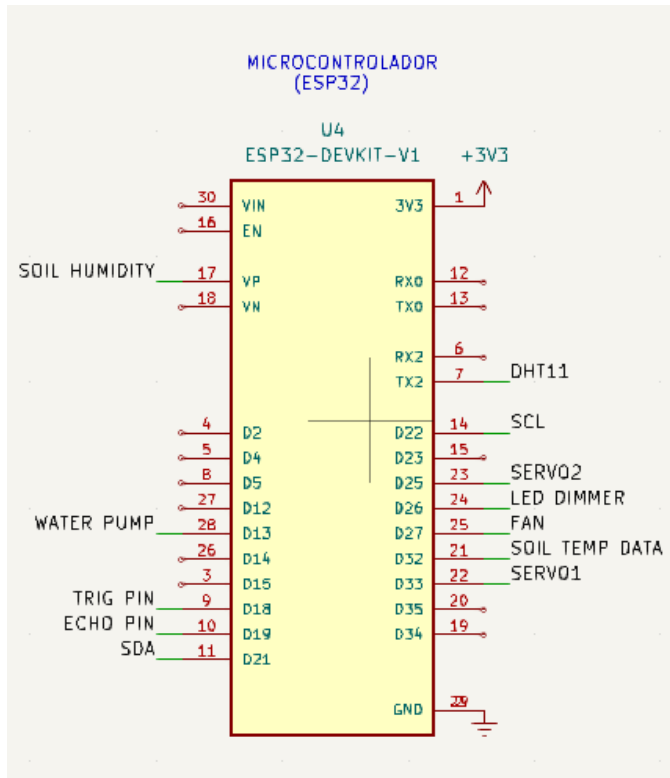 MICROCONTROLADOR
(ESP32)
U4
ESP32-DEVKIT-V1 +3V3
30 VIN 3V3 1
16 EN
SOIL HUMIDITY 17 VP RX0 12
18 VN TX0 13
RX2 6
TX2 7 DHT11
4 D2 D22 14 SCL
5 D4 D23 15
8 D5 D25 23 SERVO2
27 D12 D26 24 LED DIMMER
WATER PUMP 28 D13 D27 25 FAN
26 D14 D32 21 SOIL TEMP DATA
3 D15 D33 22 SERVO1
TRIG PIN 9 D18 D35 20
ECHO PIN 10 D19 D34 19
SDA 11 D21
GND